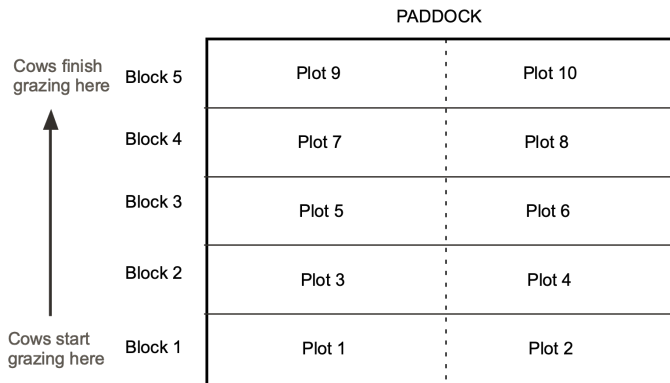 PADDOCK
Cows finish
grazing here
Block 5
Plot 9
Plot 10
Block 4
Plot 7
Plot 8
Block 3
Plot 5
Plot 6
Block 2
Plot 3
Plot 4
Cows start
grazing here
Block 1
Plot 1
Plot 2